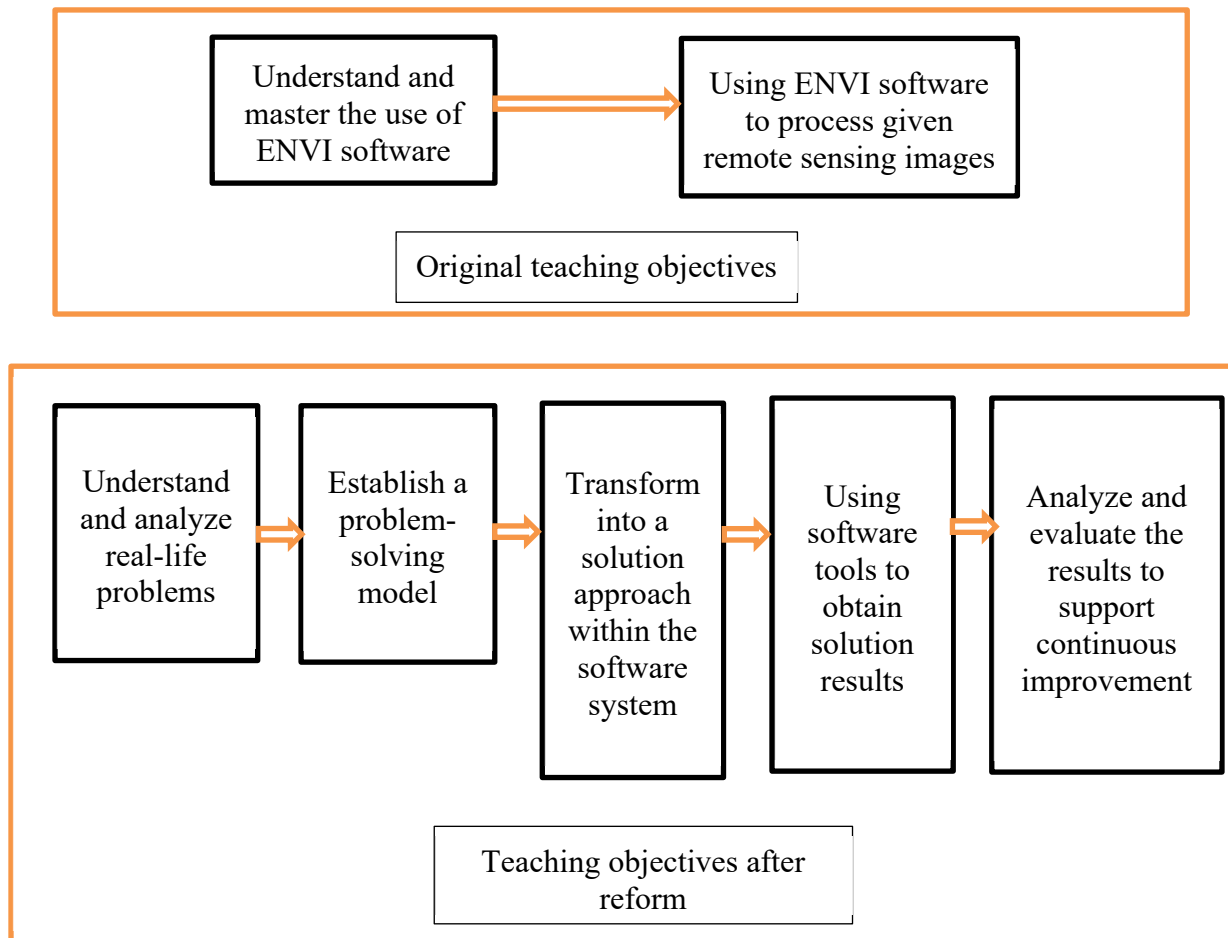 Understand and
master the use of
ENVI software
Using ENVI software
to process given
remote sensing images
Original teaching objectives
Understand
and analyze
real-life
problems
Establish a
problem-
solving
model
Transform
into a
solution
approach
within the
software
system
Using
software
tools to
obtain
solution
results
Analyze and
evaluate the
results to
support
continuous
improvement
Teaching objectives after
reform